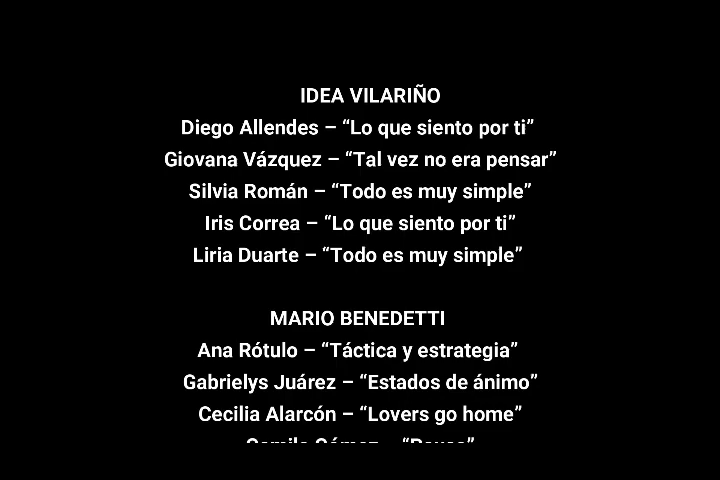 IDEA VILARIÑO
Diego Allendes – “Lo que siento por ti”
Giovana Vázquez – “Tal vez no era pensar”
Silvia Román – “Todo es muy simple”
Iris Correa – “Lo que siento por ti”
Liria Duarte – “Todo es muy simple”
MARIO BENEDETTI
Ana Rótulo – “Táctica y estrategia”
Gabrielys Juárez – “Estados de ánimo”
Cecilia Alarcón – “Lovers go home”